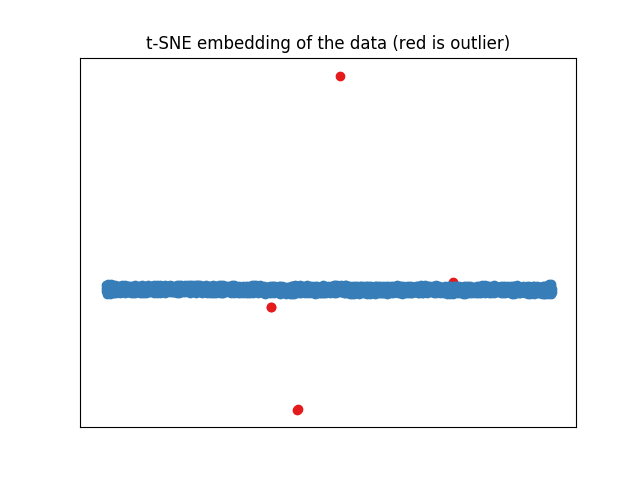 t-SNE embedding of the data (red is outlier)